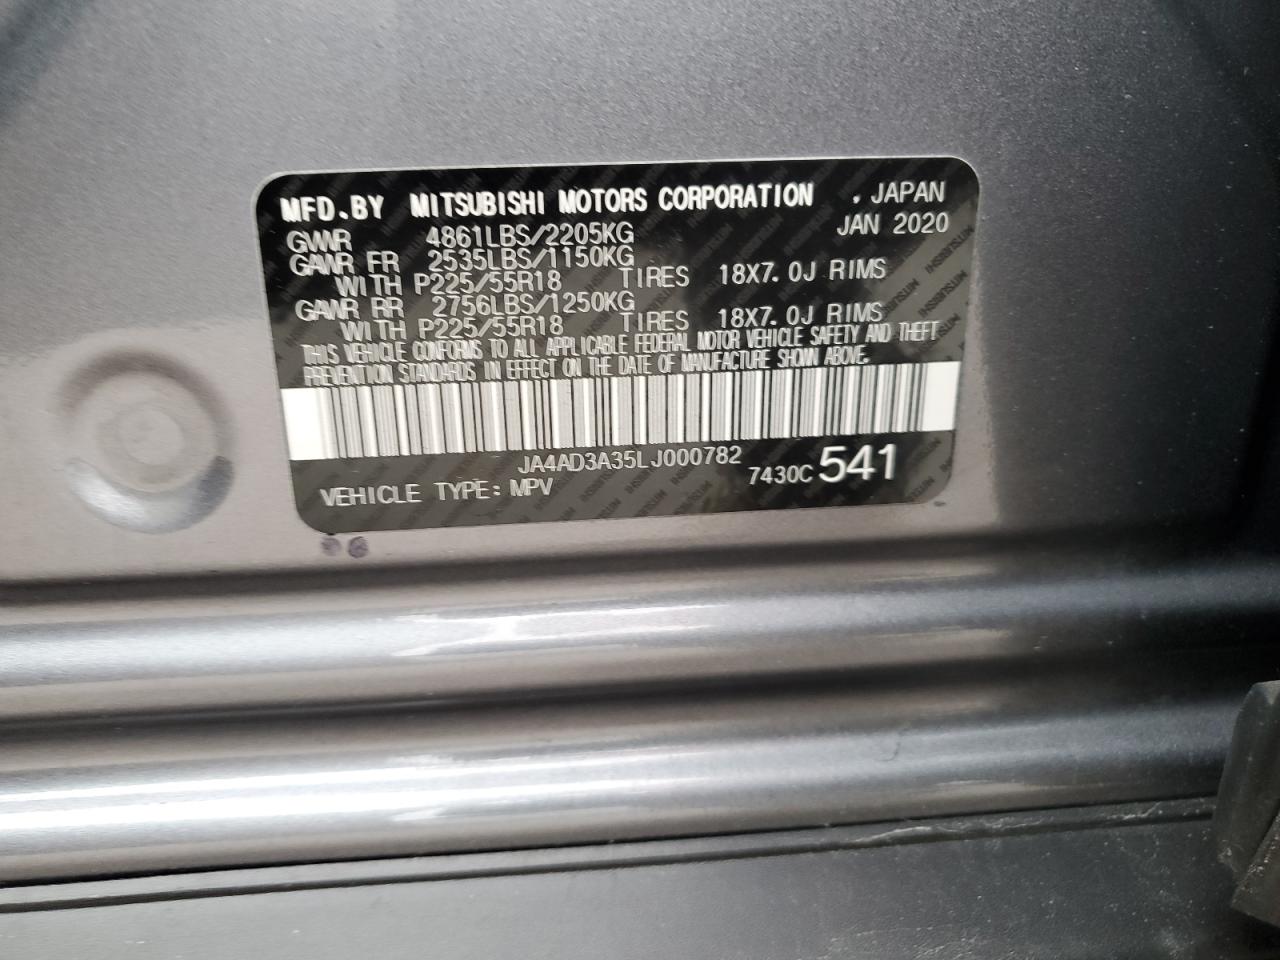 MFD.BY MITSUBISHI MOTORS CORPORATION . JAPAN
GVWR 4861LBS/2205KG JAN 2020
GAWR FR 2535LBS/1150KG
WITH P225/55R18 TIRES 18X7.0J RIMS
GAWR RR 2756LBS/1250KG
WITH P225/55R18 TIRES 18X7.0J RIMS
THIS VEHICLE CONFORMS TO ALL APPLICABLE FEDERAL MOTOR VEHICLE SAFETY AND THEFT
PREVENTION STANDARDS IN EFFECT ON THE DATE OF MANUFACTURE SHOWN ABOVE.
JA4AD3A35LJ000782
VEHICLE TYPE: MPV 7430C 541